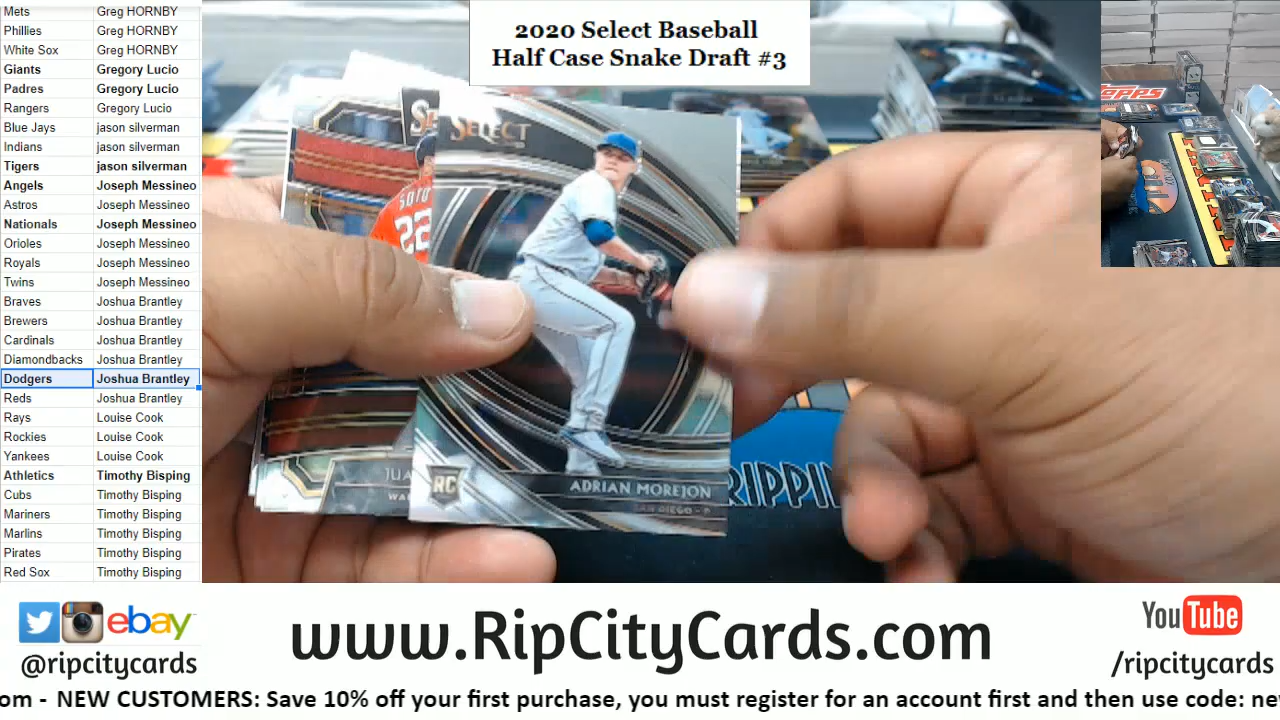 Mets Greg HORNBY
Phillies Greg HORNBY
White Sox Greg HORNBY
Giants Gregory Lucio
Padres Gregory Lucio
Rangers Gregory Lucio
Blue Jays jason silverman
Indians jason silverman
Tigers jason silverman
Angels Joseph Messineo
Astros Joseph Messineo
Nationals Joseph Messineo
Orioles Joseph Messineo
Royals Joseph Messineo
Twins Joseph Messineo
Braves Joshua Brantley
Brewers Joshua Brantley
Cardinals Joshua Brantley
Diamondbacks Joshua Brantley
Dodgers Joshua Brantley
Reds Joshua Brantley
Rays Louise Cook
Rockies Louise Cook
Yankees Louise Cook
Athletics Timothy Bisping
Cubs Timothy Bisping
Mariners Timothy Bisping
Marlins Timothy Bisping
Pirates Timothy Bisping
Red Sox Timothy Bisping
2020 Select Baseball
Half Case Snake Draft #3
SELECT
SOTO
22
JUA
RC
ADRIAN MOREJON
SAN DIEGO - P
RIPPIN
TOPPS
ebay
@ripcitycards
www.RipCityCards.com
YouTube
/ripcitycards
om - NEW CUSTOMERS: Save 10% off your first purchase, you must register for an account first and then use code: ne